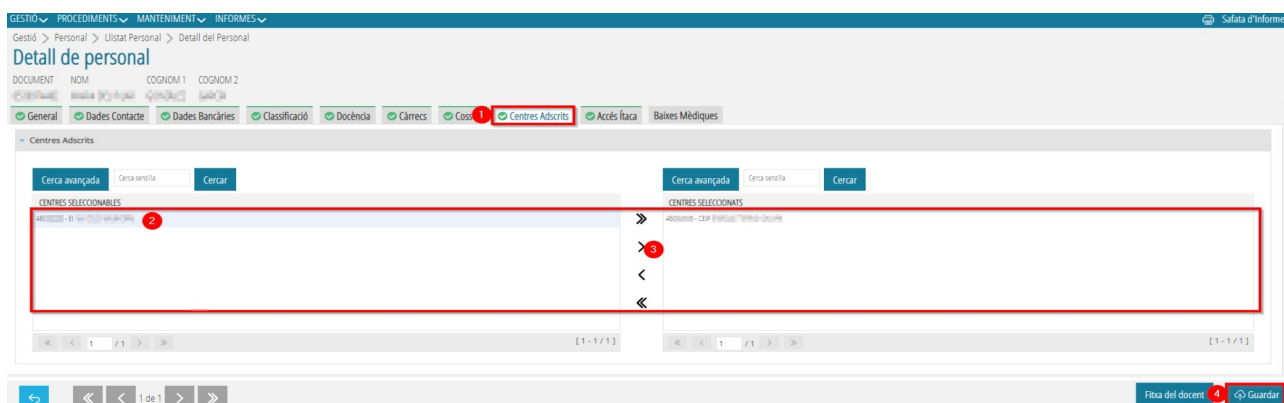 GESTIÓ PROCEDIMENTS MANTENIMENT INFORMES Safata d'Informe
Gestió > Personal > Llistat Personal > Detall del Personal
Detall de personal
DOCUMENT NOM COGNOM 1 COGNOM 2
General Dades Contacte Dades Bancàries Classificació Docència Càrrecs Coss 1 Centres Adscrits Accés Ítaca Baixes Mèdiques
Centres Adscrits
Cerca avançada Cerca senzilla Cercar Cerca avançada Cerca senzilla Cercar
CENTRES SELECCIONABLES CENTRES SELECCIONATS
46 - EI 2 46 - CEIP
3
1 / 1 [ 1 - 1 / 1 ] 1 / 1 [ 1 - 1 / 1 ]
1 de 1 Fitxa del docent 4 Guardar